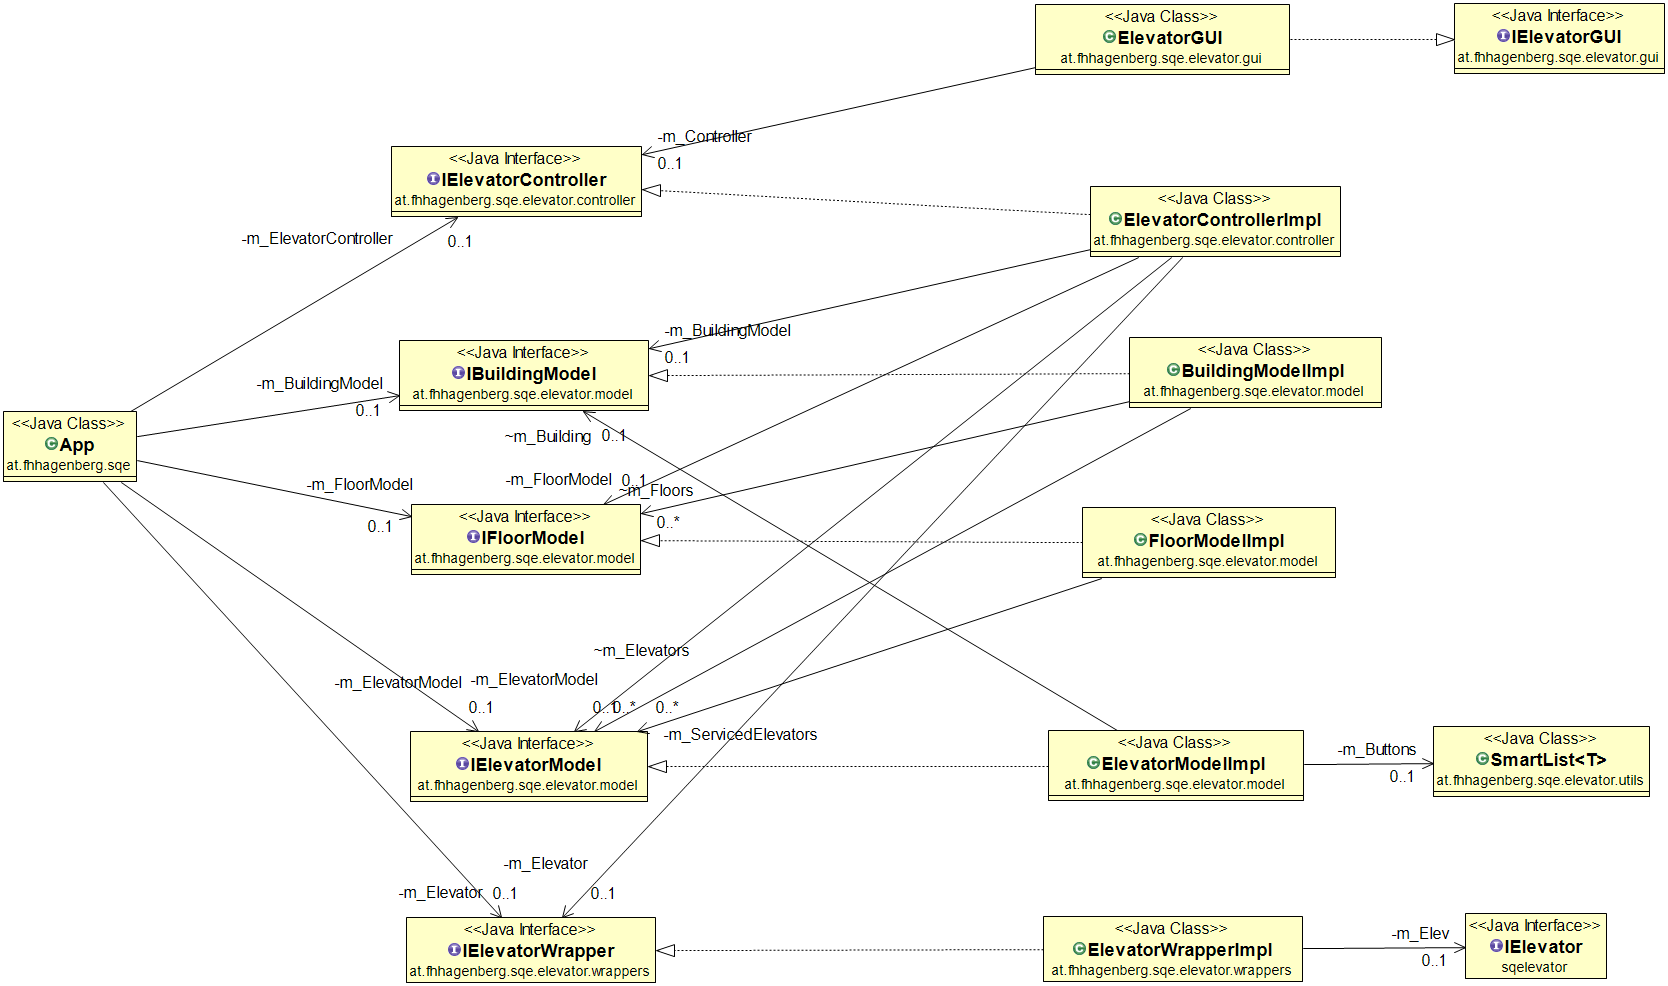 <<Java Class>>
ElevatorGUI
at.fhhagenberg.sqe.elevator.gui
<<Java Interface>>
IElevatorGUI
at.fhhagenberg.sqe.elevator.gui
-m_Controller
0..1
<<Java Interface>>
IElevatorController
at.fhhagenberg.sqe.elevator.controller
<<Java Class>>
ElevatorControllerImpl
at.fhhagenberg.sqe.elevator.controller
-m_ElevatorController
0..1
-m_BuildingModel
0..1
<<Java Interface>>
IBuildingModel
at.fhhagenberg.sqe.elevator.model
<<Java Class>>
BuildingModelImpl
at.fhhagenberg.sqe.elevator.model
-m_BuildingModel
0..1
<<Java Class>>
App
at.fhhagenberg.sqe
~m_Building
0..1
-m_FloorModel
0..1
-m_FloorModel
0..1
~m_Floors
0..*
<<Java Interface>>
IFloorModel
at.fhhagenberg.sqe.elevator.model
<<Java Class>>
FloorModelImpl
at.fhhagenberg.sqe.elevator.model
~m_Elevators
-m_ElevatorModel
-m_ElevatorModel
0..1
0..1
0..*
0..*
-m_ServicedElevators
<<Java Interface>>
IElevatorModel
at.fhhagenberg.sqe.elevator.model
<<Java Class>>
ElevatorModelImpl
at.fhhagenberg.sqe.elevator.model
-m_Buttons
0..1
<<Java Class>>
SmartList<T>
at.fhhagenberg.sqe.elevator.utils
-m_Elevator
-m_Elevator
0..1
0..1
<<Java Interface>>
IElevatorWrapper
at.fhhagenberg.sqe.elevator.wrappers
<<Java Class>>
ElevatorWrapperImpl
at.fhhagenberg.sqe.elevator.wrappers
-m_Elev
0..1
<<Java Interface>>
IElevator
sqelevator